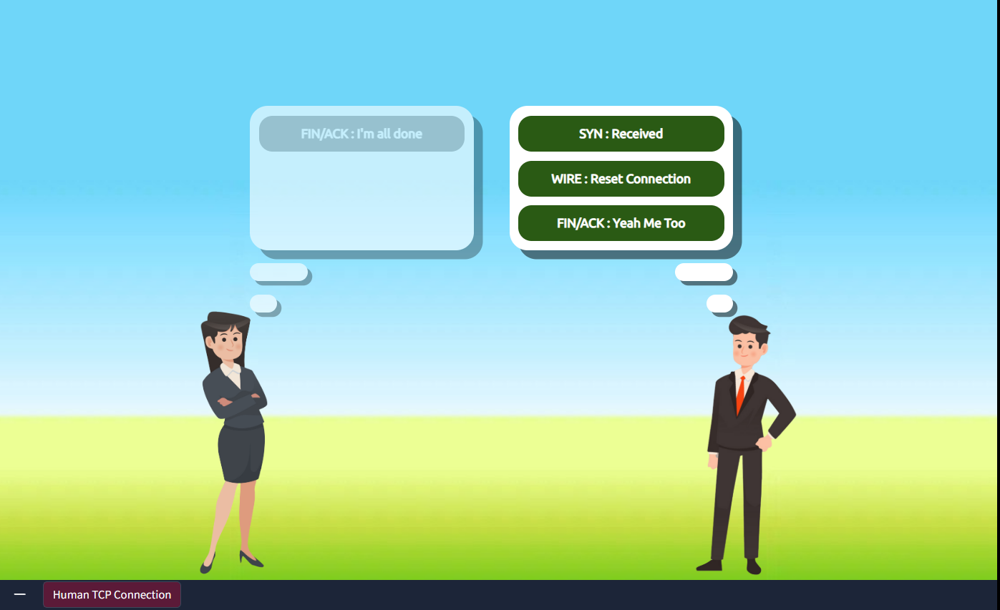 FIN/ACK : I'm all done
SYN : Received
WIRE : Reset Connection
FIN/ACK : Yeah Me Too
Human TCP Connection